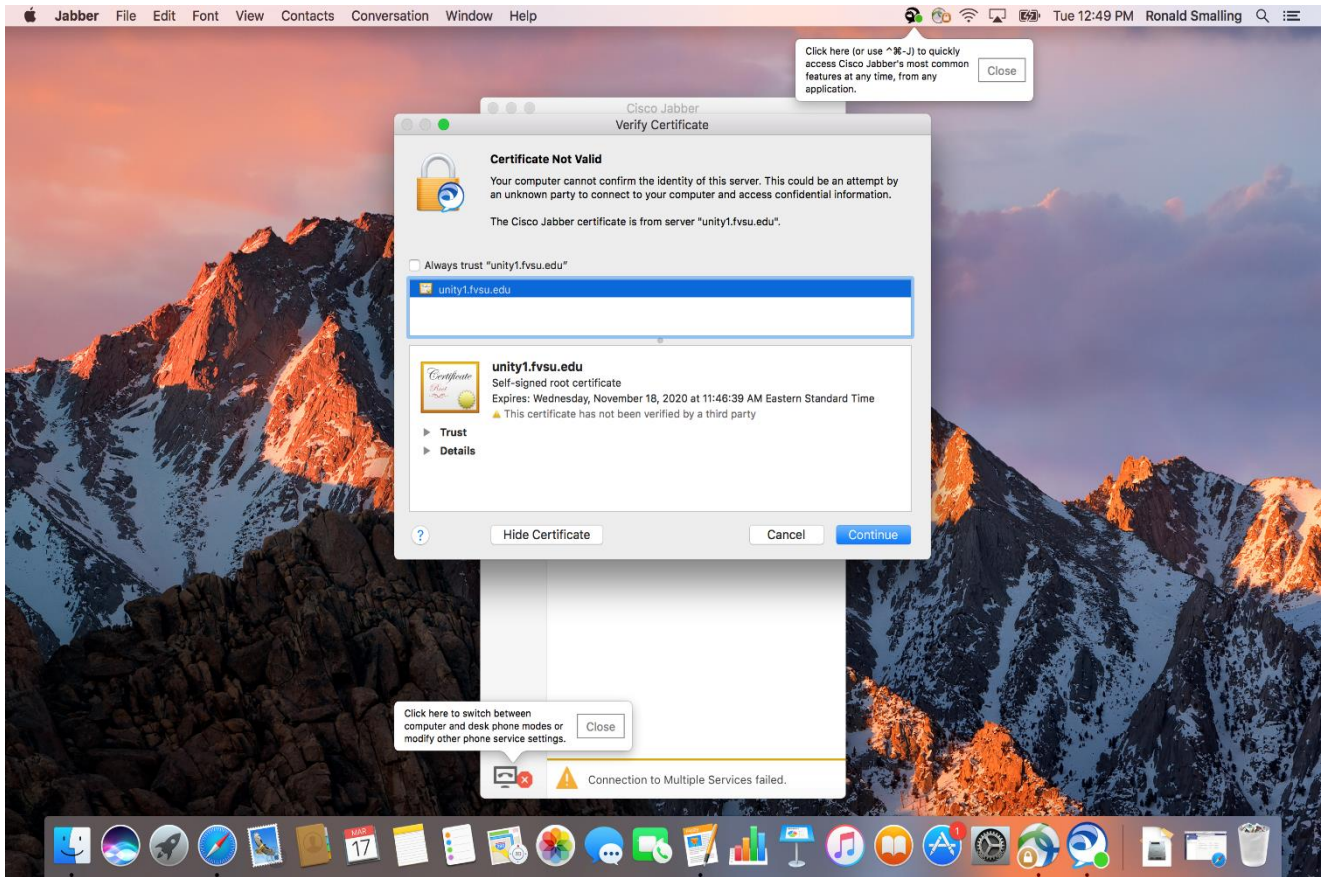 Jabber File Edit Font View Contacts Conversation Window Help Tue 12:49 PM Ronald Smalling
Click here (or use ^⌘-J) to quickly
access Cisco Jabber's most common
features at any time, from any
application.
Close
Cisco Jabber
Verify Certificate
Certificate Not Valid
Your computer cannot confirm the identity of this server. This could be an attempt by
an unknown party to connect to your computer and access confidential information.
The Cisco Jabber certificate is from server "unity1.fvsu.edu".
Always trust "unity1.fvsu.edu"
unity1.fvsu.edu
Certificate
Root
unity1.fvsu.edu
Self-signed root certificate
Expires: Wednesday, November 18, 2020 at 11:46:39 AM Eastern Standard Time
This certificate has not been verified by a third party
Trust
Details
? Hide Certificate Cancel Continue
Click here to switch between
computer and desk phone modes or
modify other phone service settings.
Close
Connection to Multiple Services failed.
MAR
17
1